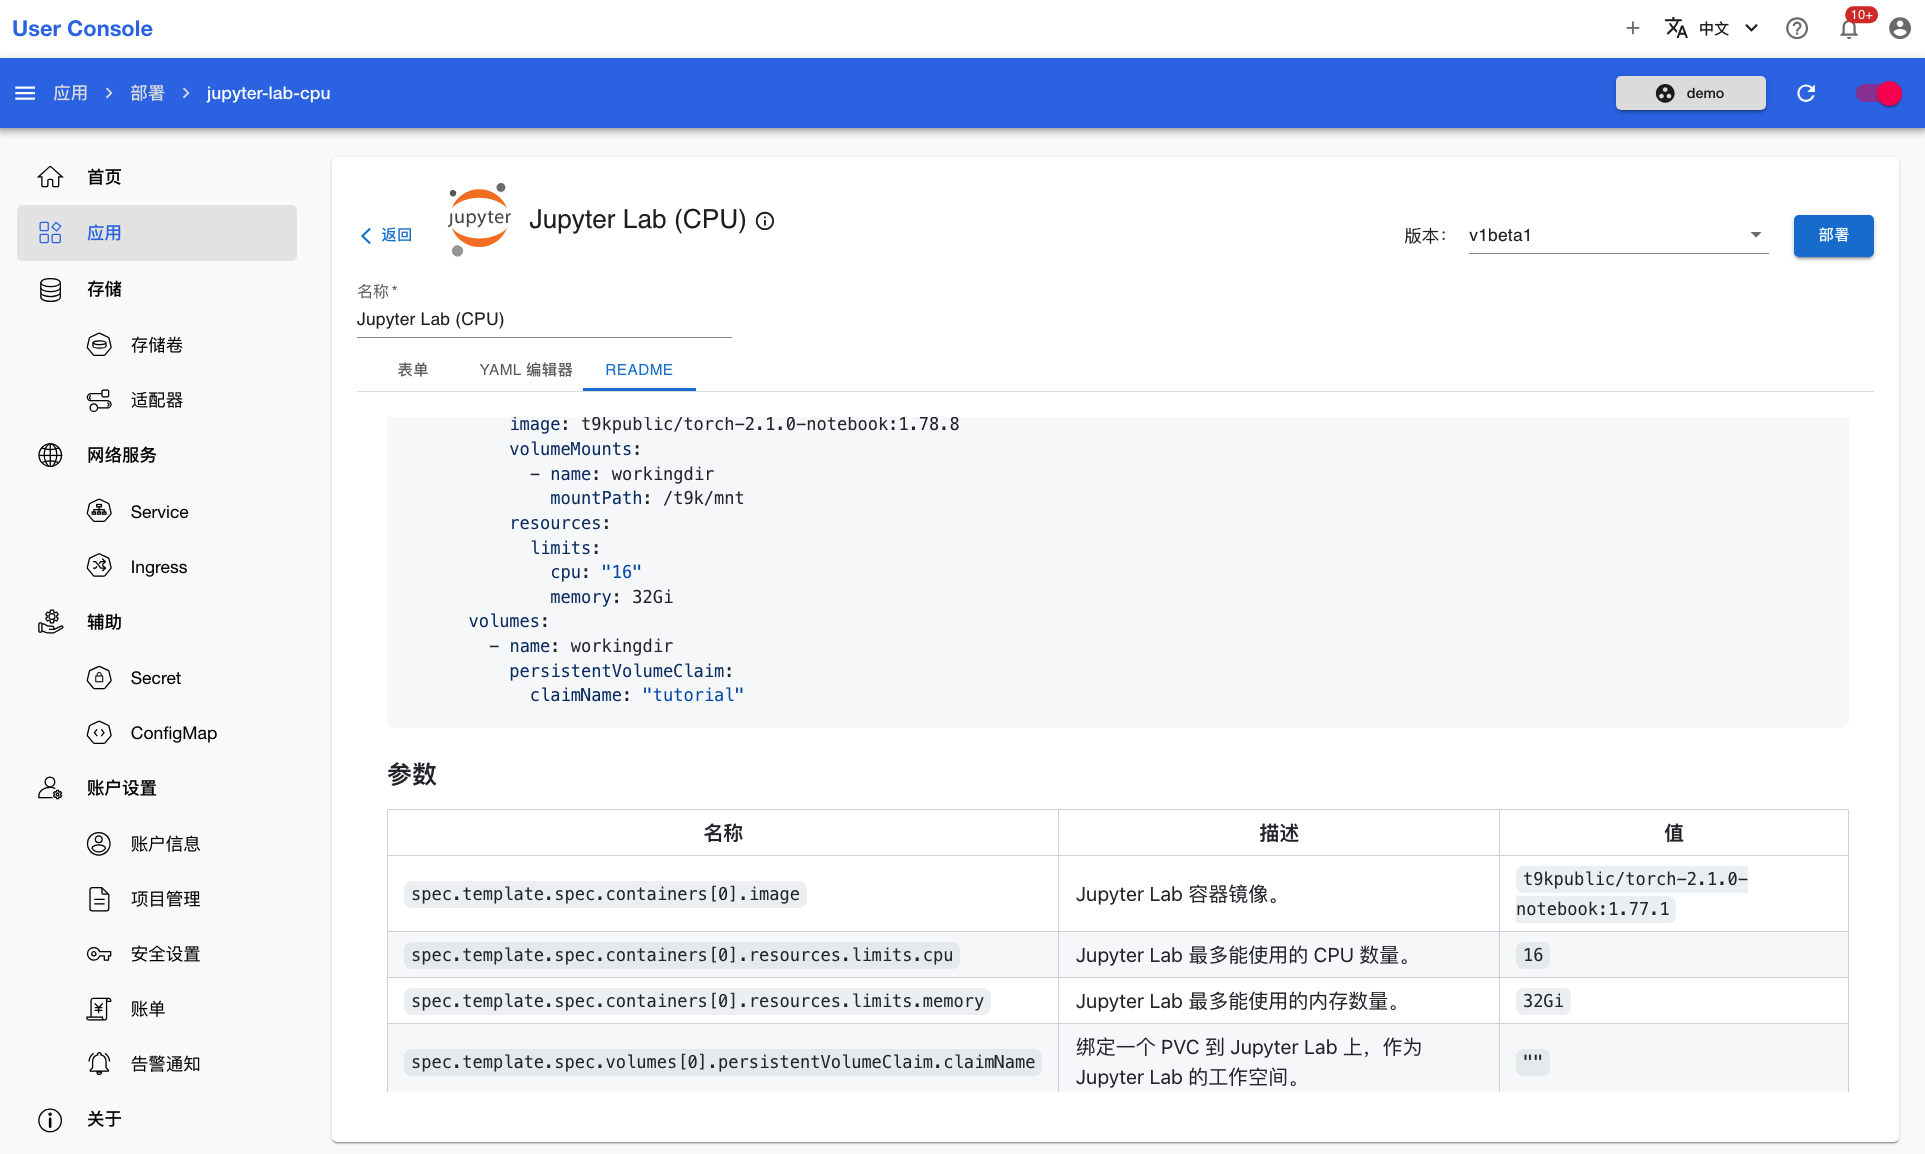 User Console
中文
10+
应用
部署
jupyter-lab-cpu
demo
首页
应用
存储
存储卷
适配器
网络服务
Service
Ingress
辅助
Secret
ConfigMap
账户设置
账户信息
项目管理
安全设置
账单
告警通知
关于
返回
jupyter
Jupyter Lab (CPU)
版本：
v1beta1
部署
名称 *
Jupyter Lab (CPU)
表单
YAML 编辑器
README
image: t9kpublic/torch-2.1.0-notebook:1.78.8
volumeMounts:
- name: workingdir
mountPath: /t9k/mnt
resources:
limits:
cpu: "16"
memory: 32Gi
volumes:
- name: workingdir
persistentVolumeClaim:
claimName: "tutorial"
参数
名称 描述 值
spec.template.spec.containers[0].image
Jupyter Lab 容器镜像。
t9kpublic/torch-2.1.0-
notebook:1.77.1
spec.template.spec.containers[0].resources.limits.cpu
Jupyter Lab 最多能使用的 CPU 数量。
16
spec.template.spec.containers[0].resources.limits.memory
Jupyter Lab 最多能使用的内存数量。
32Gi
spec.template.spec.volumes[0].persistentVolumeClaim.claimName
绑定一个 PVC 到 Jupyter Lab 上，作为
Jupyter Lab 的工作空间。
""